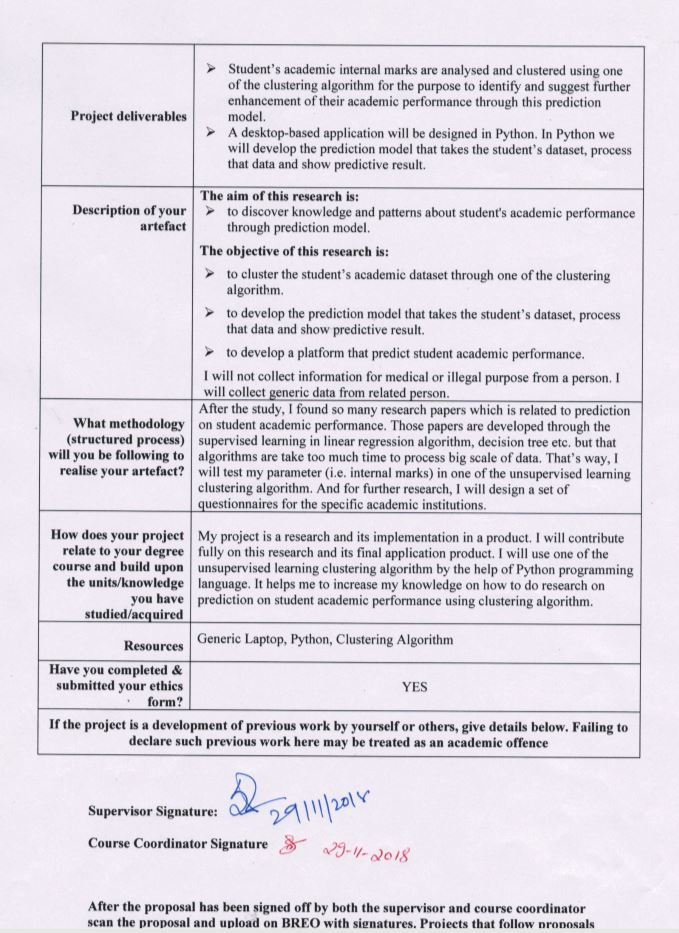 Project deliverables
➢ Student's academic internal marks are analysed and clustered using one
of the clustering algorithm for the purpose to identify and suggest further
enhancement of their academic performance through this prediction
model.
➢ A desktop-based application will be designed in Python. In Python we
will develop the prediction model that takes the student's dataset, process
that data and show predictive result.
Description of your
artefact
The aim of this research is:
➢ to discover knowledge and patterns about student's academic performance
through prediction model.
The objective of this research is:
➢ to cluster the student's academic dataset through one of the clustering
algorithm.
➢ to develop the prediction model that takes the student's dataset, process
that data and show predictive result.
➢ to develop a platform that predict student academic performance.
I will not collect information for medical or illegal purpose from a person. I
will collect generic data from related person.
What methodology
(structured process)
will you be following to
realise your artefact?
After the study, I found so many research papers which is related to prediction
on student academic performance. Those papers are developed through the
supervised learning in linear regression algorithm, decision tree etc. but that
algorithms are take too much time to process big scale of data. That's way, I
will test my parameter (i.e. internal marks) in one of the unsupervised learning
clustering algorithm. And for further research, I will design a set of
questionnaires for the specific academic institutions.
How does your project
relate to your degree
course and build upon
the units/knowledge
you have
studied/acquired
My project is a research and its implementation in a product. I will contribute
fully on this research and its final application product. I will use one of the
unsupervised learning clustering algorithm by the help of Python programming
language. It helps me to increase my knowledge on how to do research on
prediction on student academic performance using clustering algorithm.
Resources
Generic Laptop, Python, Clustering Algorithm
Have you completed &
submitted your ethics
form?
YES
If the project is a development of previous work by yourself or others, give details below. Failing to
declare such previous work here may be treated as an academic offence
Supervisor Signature: 29/11/2018
Course Coordinator Signature 29-11-2018
After the proposal has been signed off by both the supervisor and course coordinator
scan the proposal and upload on BREO with signatures. Projects that follow proposals